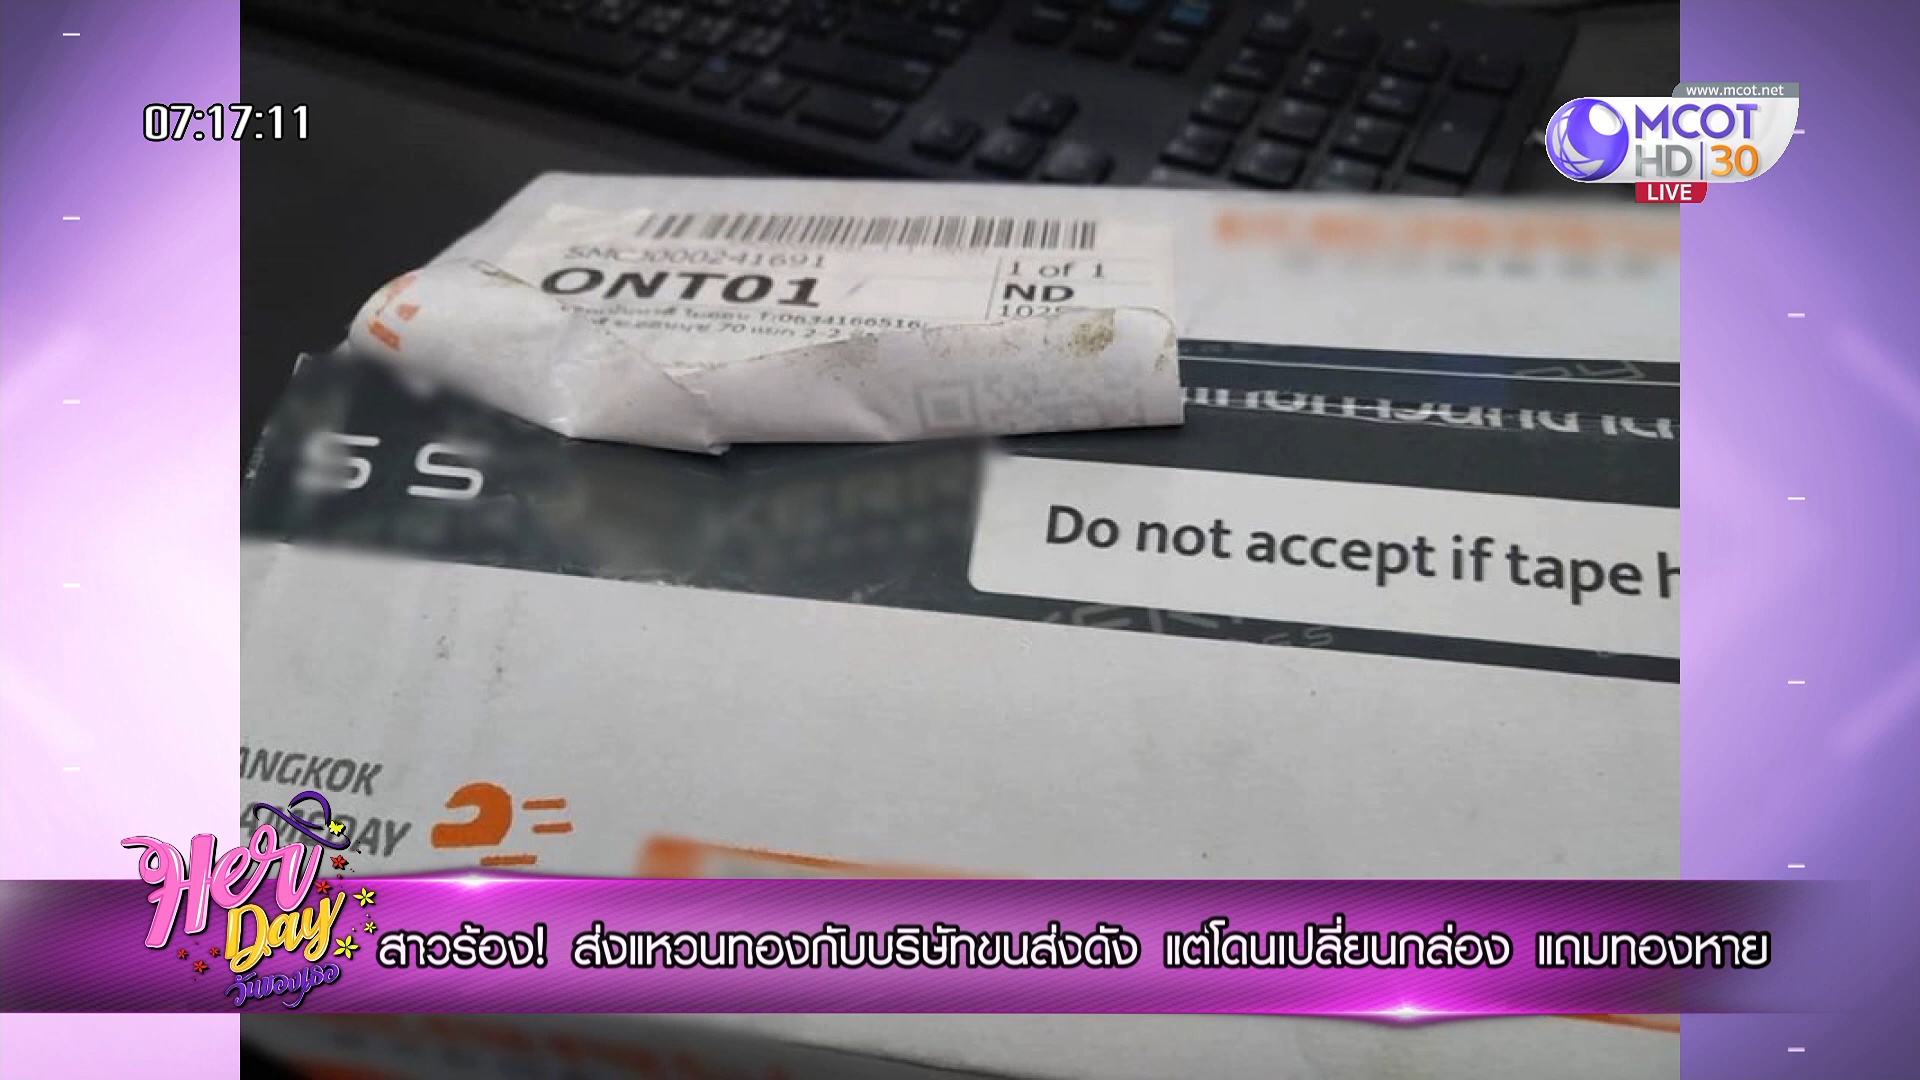 www.mcot.net
07:17:11
MCOT
HD 30
LIVE
SMCJ000241691
ONT01
1 of 1
ND
S S
Do not accept if tape h
ANGKOK
AMEDAY
Her
Day
วันของเธอ
สาวร้อง! ส่งแหวนทองกับบริษัทขนส่งดัง แต่โดนเปลี่ยนกล่อง แถมทองหาย